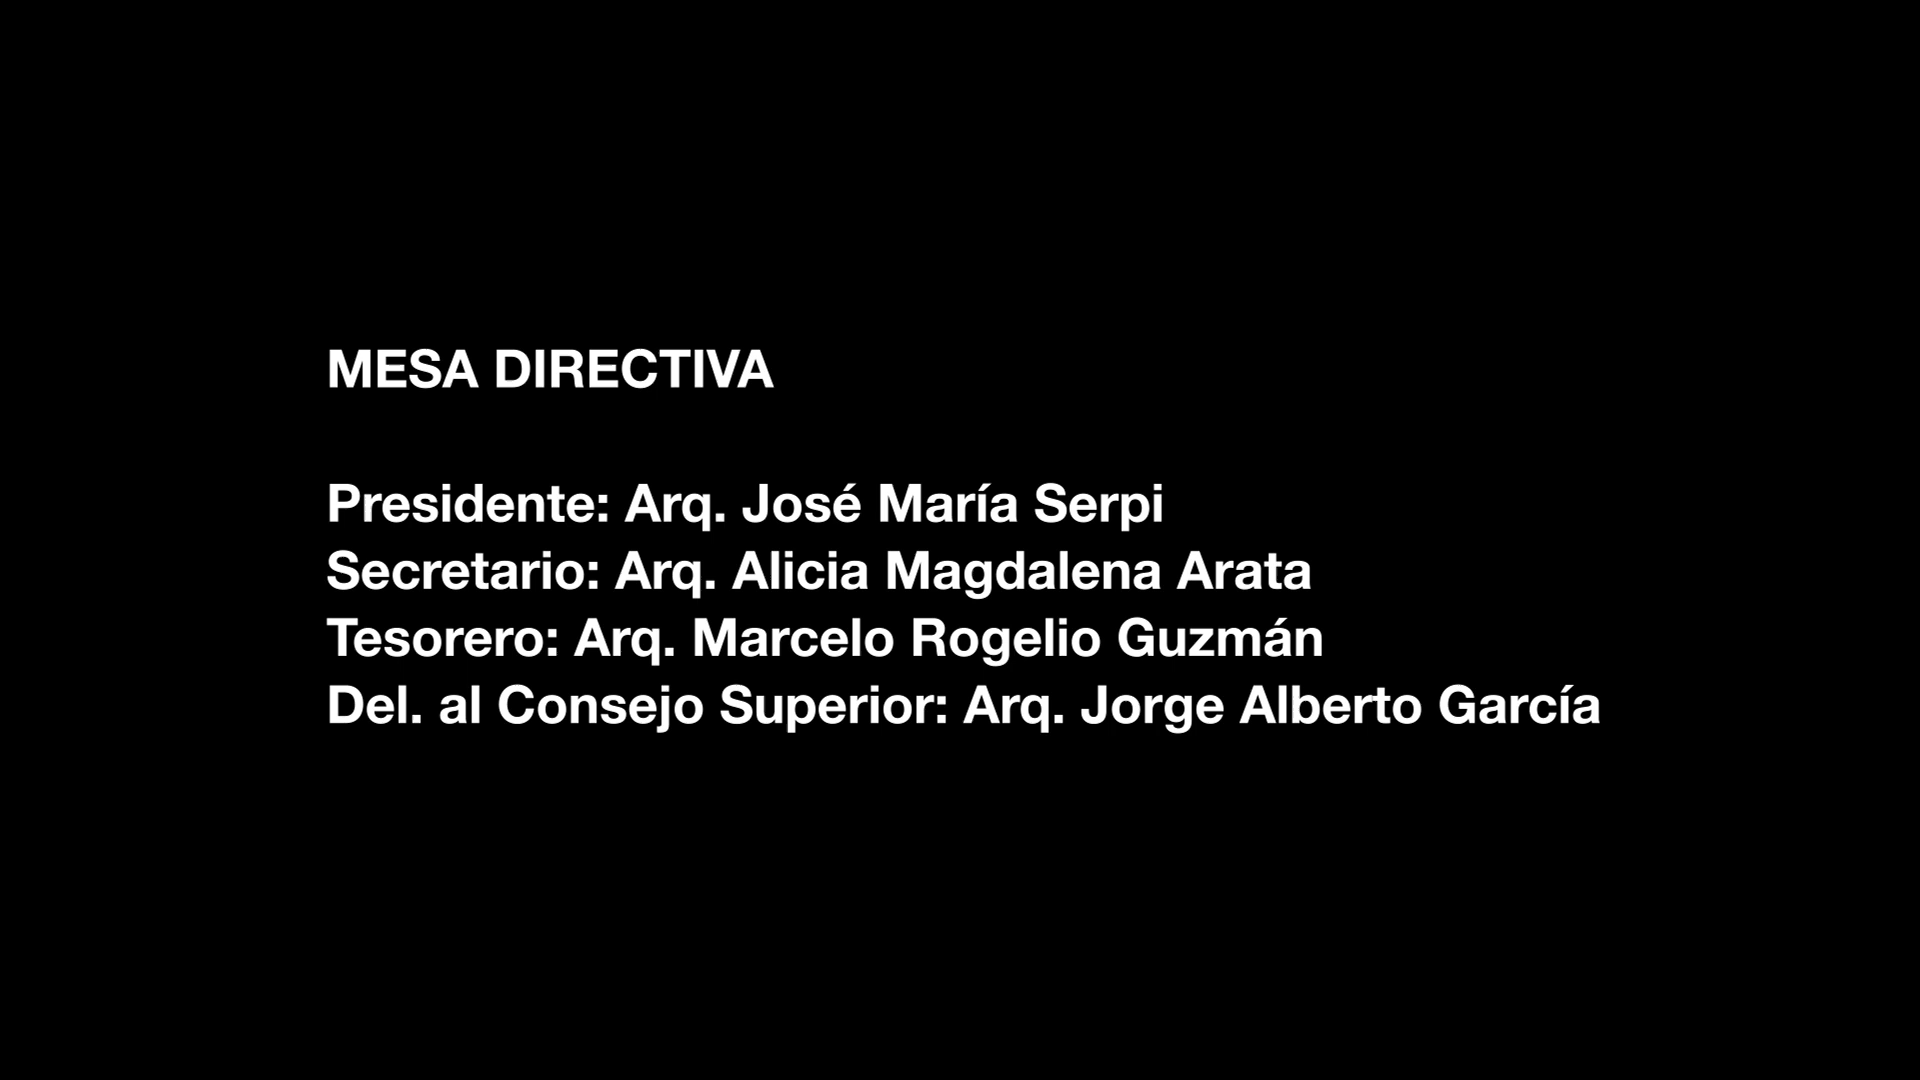 MESA DIRECTIVA
Presidente: Arq. José María Serpi
Secretario: Arq. Alicia Magdalena Arata
Tesorero: Arq. Marcelo Rogelio Guzmán
Del. al Consejo Superior: Arq. Jorge Alberto García